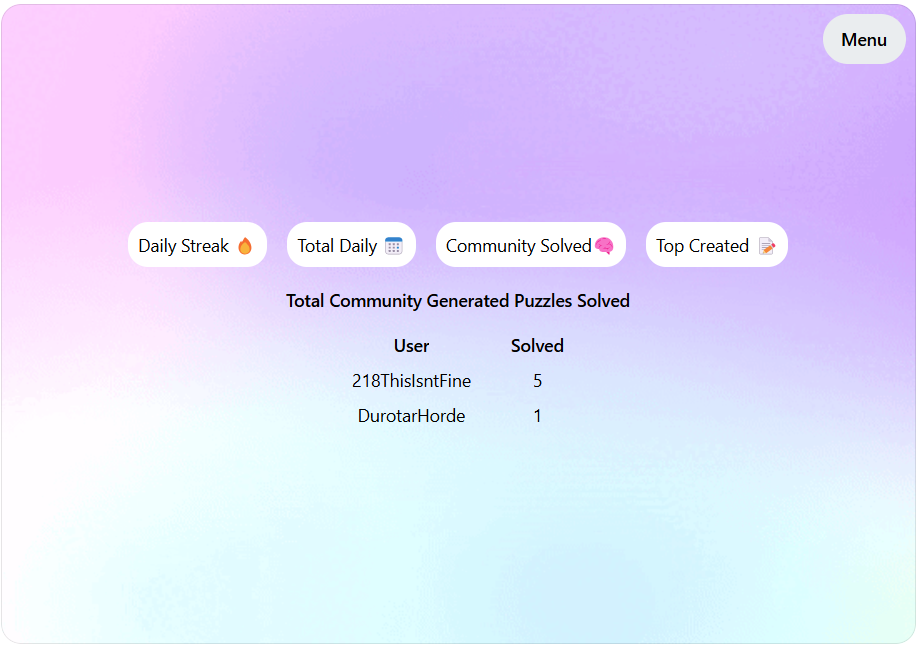 Menu
Daily Streak 🔥 Total Daily 📅 Community Solved🧠 Top Created 📝
Total Community Generated Puzzles Solved
User Solved
218ThisIsntFine 5
DurotarHorde 1